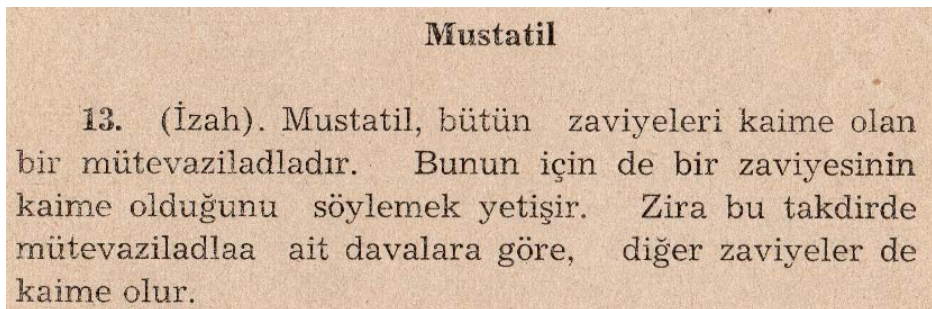 Mustatil
13. (İzah). Mustatil, bütün zaviyeleri kaime olan
bir mütevaziladladır. Bunun için de bir zaviyesinin
kaime olduğunu söylemek yetişir. Zira bu takdirde
mütevaziladlaa ait davalara göre, diğer zaviyeler de
kaime olur.